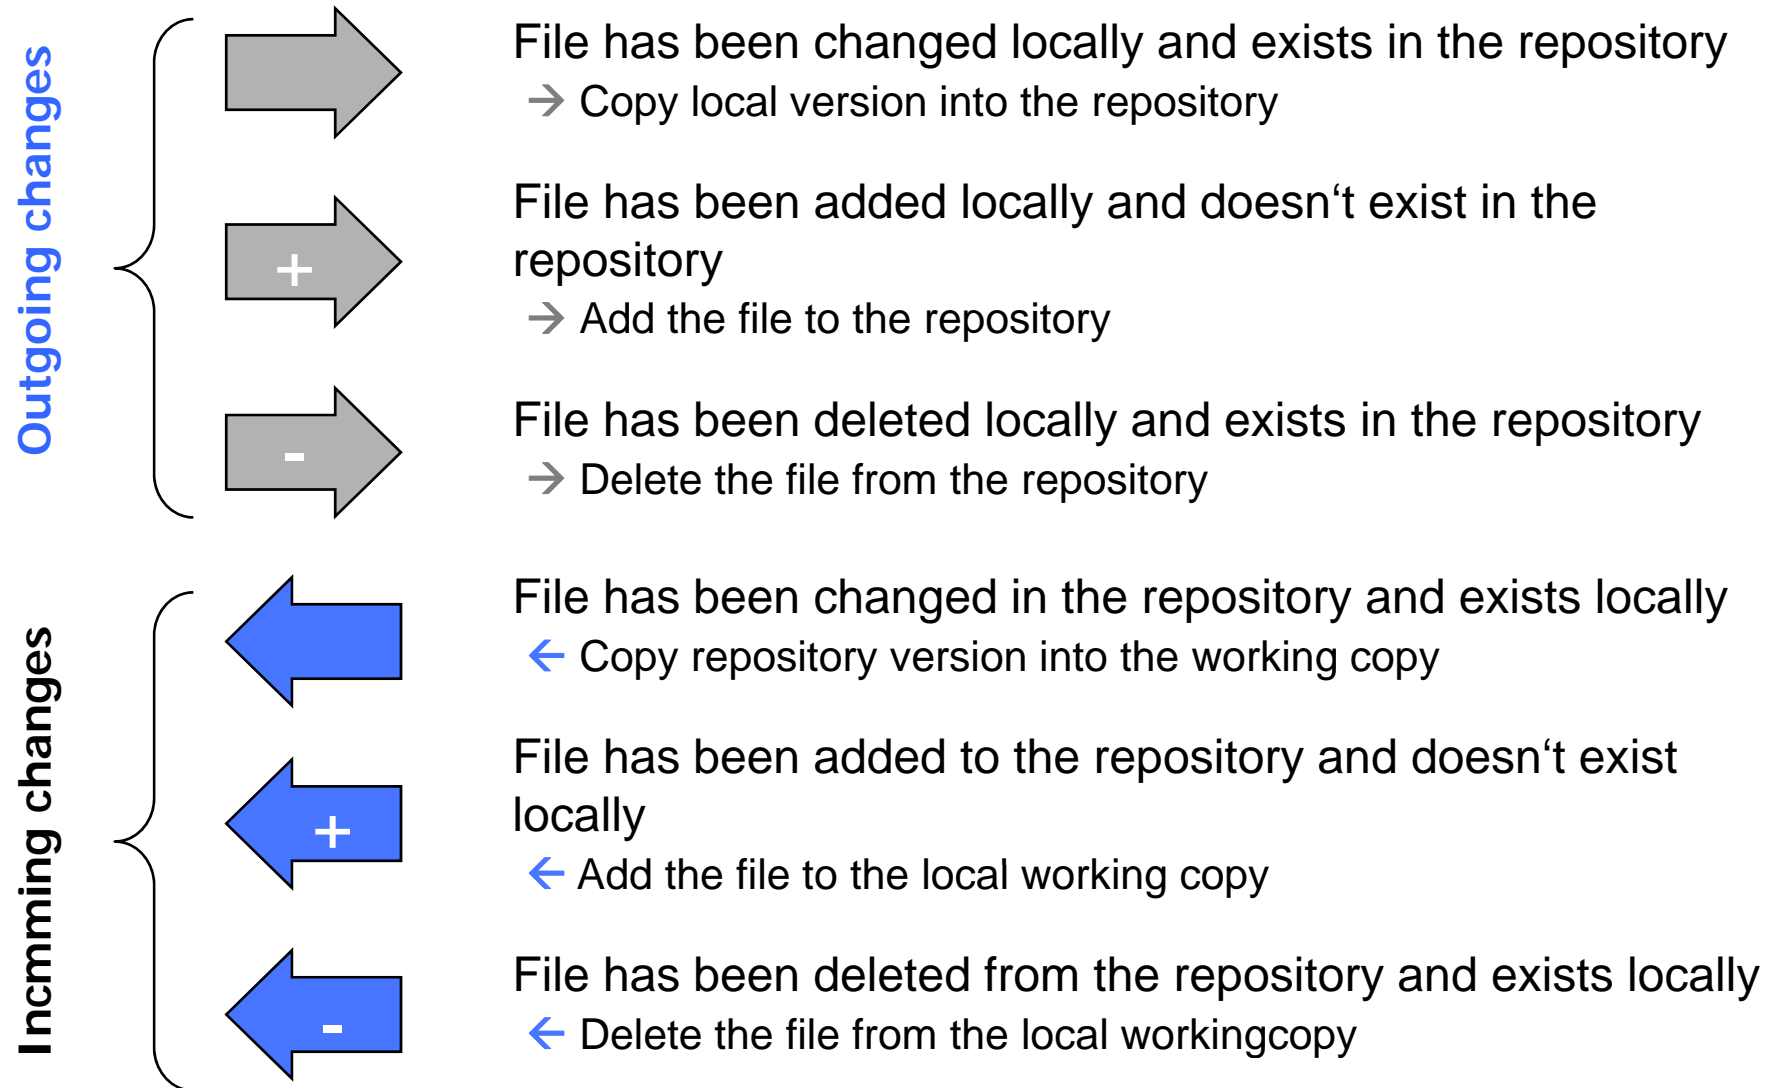 Outgoing changes
File has been changed locally and exists in the repository
→ Copy local version into the repository
+
File has been added locally and doesn‘t exist in the
repository
→ Add the file to the repository
-
File has been deleted locally and exists in the repository
→ Delete the file from the repository
Incmming changes
File has been changed in the repository and exists locally
← Copy repository version into the working copy
+
File has been added to the repository and doesn‘t exist
locally
← Add the file to the local working copy
-
File has been deleted from the repository and exists locally
← Delete the file from the local workingcopy